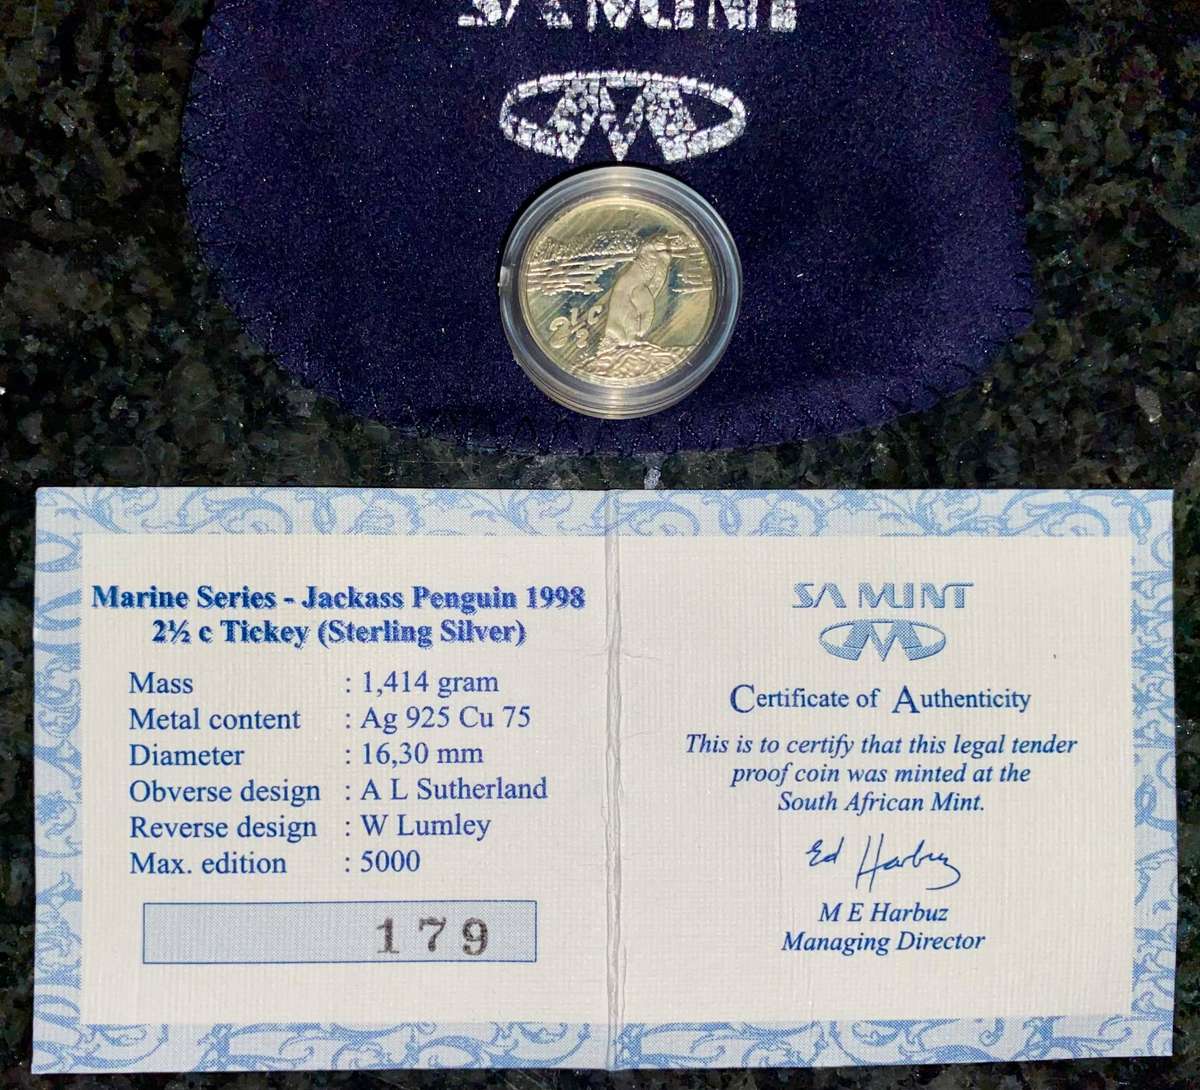 SA MINT
2½ C
Marine Series - Jackass Penguin 1998
2½ c Tickey (Sterling Silver)
Mass : 1,414 gram
Metal content : Ag 925 Cu 75
Diameter : 16,30 mm
Obverse design : A L Sutherland
Reverse design : W Lumley
Max. edition : 5000
179
SA MINT
Certificate of Authenticity
This is to certify that this legal tender
proof coin was minted at the
South African Mint.
Ed Harbuz
M E Harbuz
Managing Director